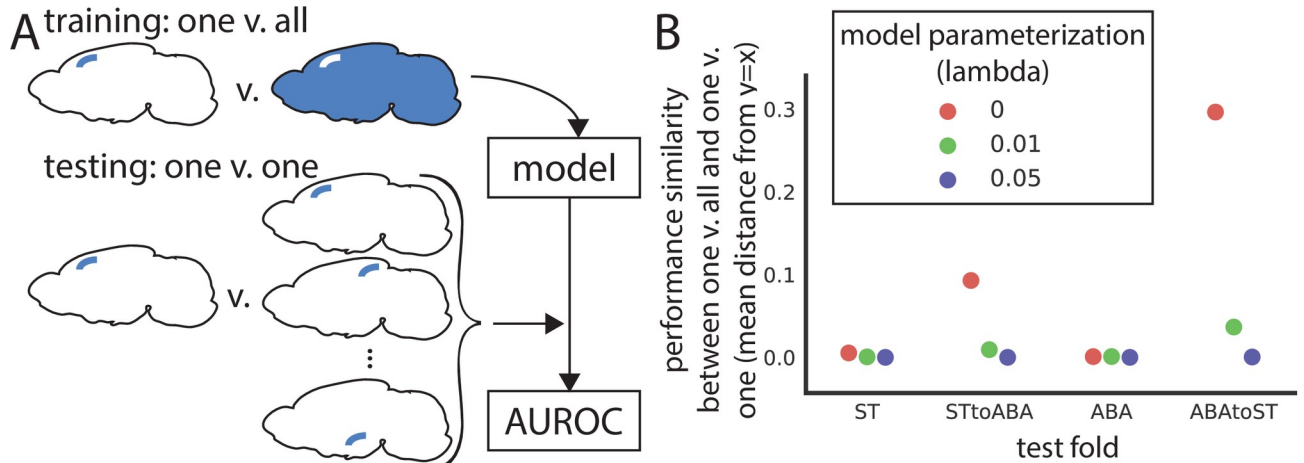 A training: one v. all
v.
model
testing: one v. one
v.
...
AUROC
B
performance similarity
between one v. all and one v.
one (mean distance from y=x)
model parameterization
(lambda)
0
0.01
0.05
0.3
0.2
0.1
0.0
ST STtoABA ABA ABAtoST
test fold